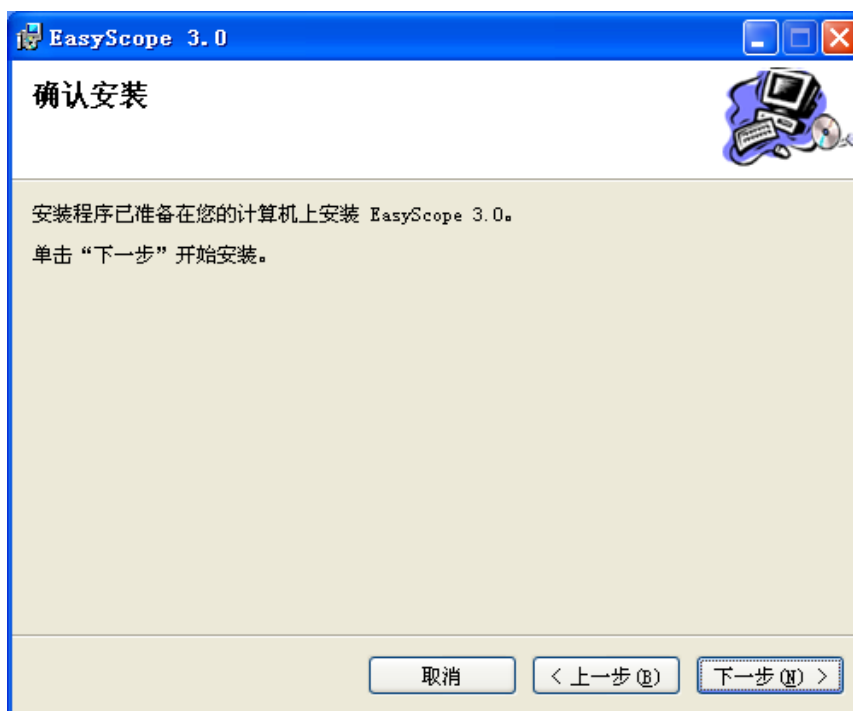 EasyScope 3.0
确认安装
安装程序已准备在您的计算机上安装 EasyScope 3.0。
单击“下一步”开始安装。
取消
< 上一步(B)
下一步(N) >